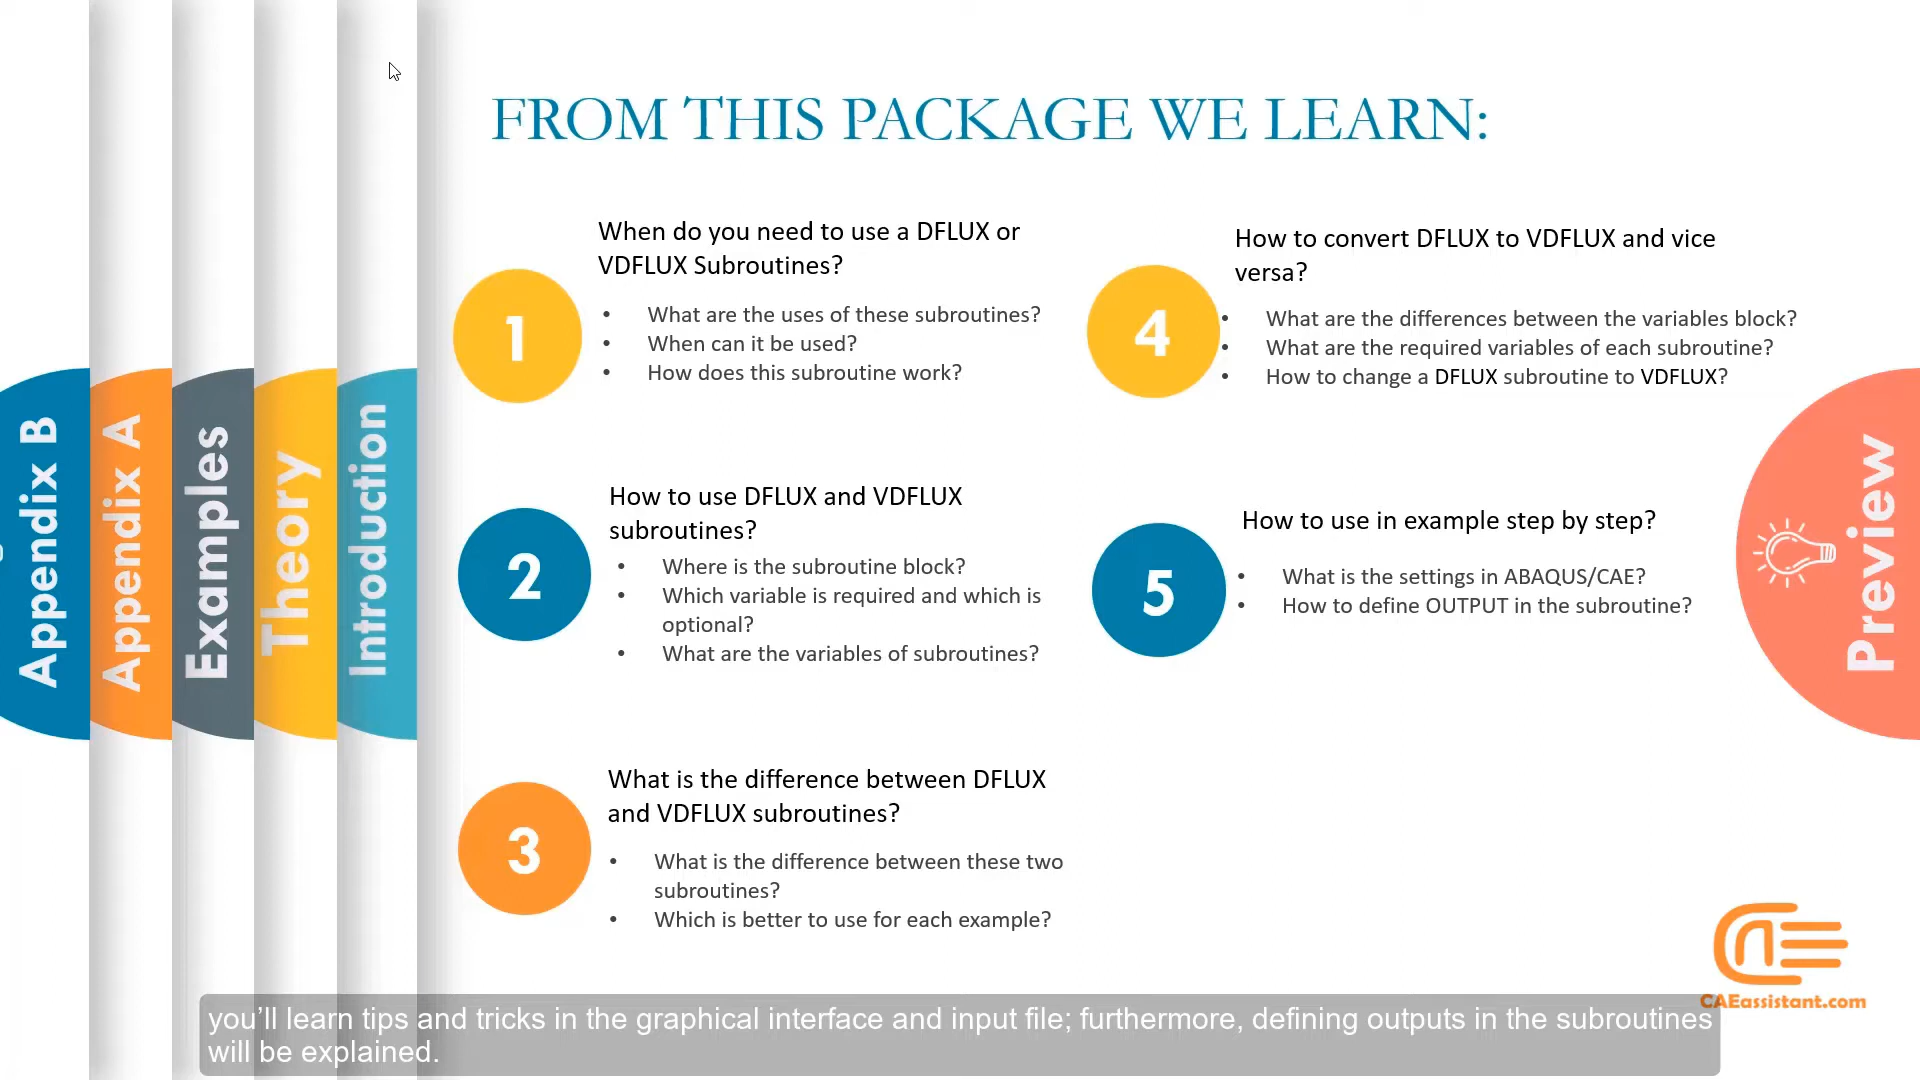 FROM THIS PACKAGE WE LEARN:
1
When do you need to use a DFLUX or
VDFLUX Subroutines?
• What are the uses of these subroutines?
• When can it be used?
• How does this subroutine work?
2
How to use DFLUX and VDFLUX
subroutines?
• Where is the subroutine block?
• Which variable is required and which is
optional?
• What are the variables of subroutines?
3
What is the difference between DFLUX
and VDFLUX subroutines?
• What is the difference between these two
subroutines?
• Which is better to use for each example?
4
How to convert DFLUX to VDFLUX and vice
versa?
• What are the differences between the variables block?
• What are the required variables of each subroutine?
• How to change a DFLUX subroutine to VDFLUX?
5
How to use in example step by step?
• What is the settings in ABAQUS/CAE?
• How to define OUTPUT in the subroutine?
Appendix B
Appendix A
Examples
Theory
Introduction
Preview
CAEassistant.com
you’ll learn tips and tricks in the graphical interface and input file; furthermore, defining outputs in the subroutines
will be explained.